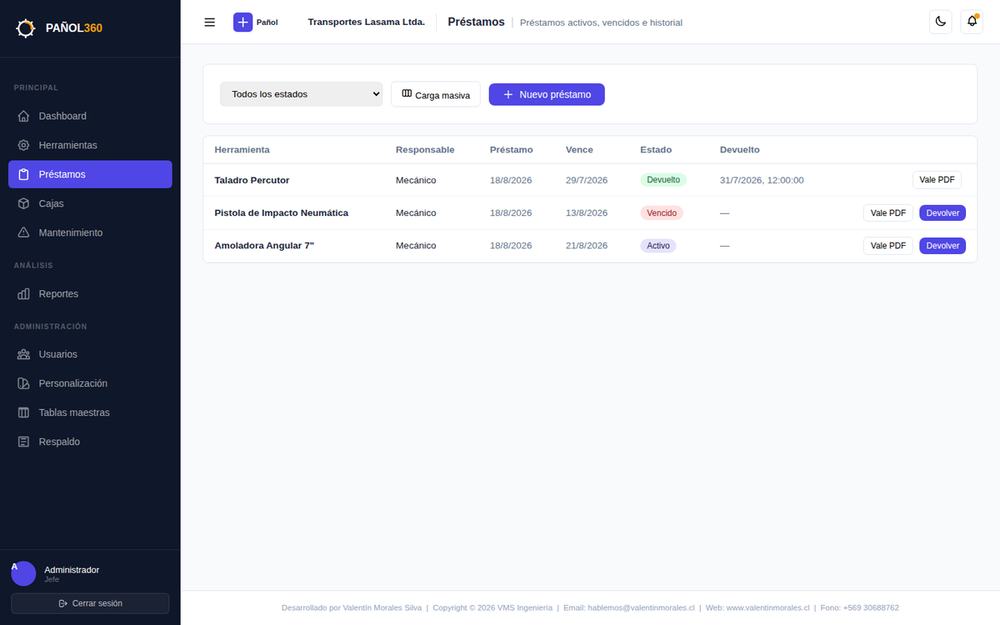 PAÑOL360
PRINCIPAL
Dashboard
Herramientas
Préstamos
Cajas
Mantenimiento
ANÁLISIS
Reportes
ADMINISTRACIÓN
Usuarios
Personalización
Tablas maestras
Respaldo
A
Administrador
Jefe
Cerrar sesión
Pañol Transportes Lasama Ltda. Préstamos Préstamos activos, vencidos e historial
Todos los estados Carga masiva Nuevo préstamo
Herramienta Responsable Préstamo Vence Estado Devuelto
Taladro Percutor Mecánico 18/8/2026 29/7/2026 Devuelto 31/7/2026, 12:00:00 Vale PDF
Pistola de Impacto Neumática Mecánico 18/8/2026 13/8/2026 Vencido — Vale PDF Devolver
Amoladora Angular 7" Mecánico 18/8/2026 21/8/2026 Activo — Vale PDF Devolver
Desarrollado por Valentín Morales Silva | Copyright © 2026 VMS Ingeniería | Email: hablemos@valentinmorales.cl | Web: www.valentinmorales.cl | Fono: +569 30688762